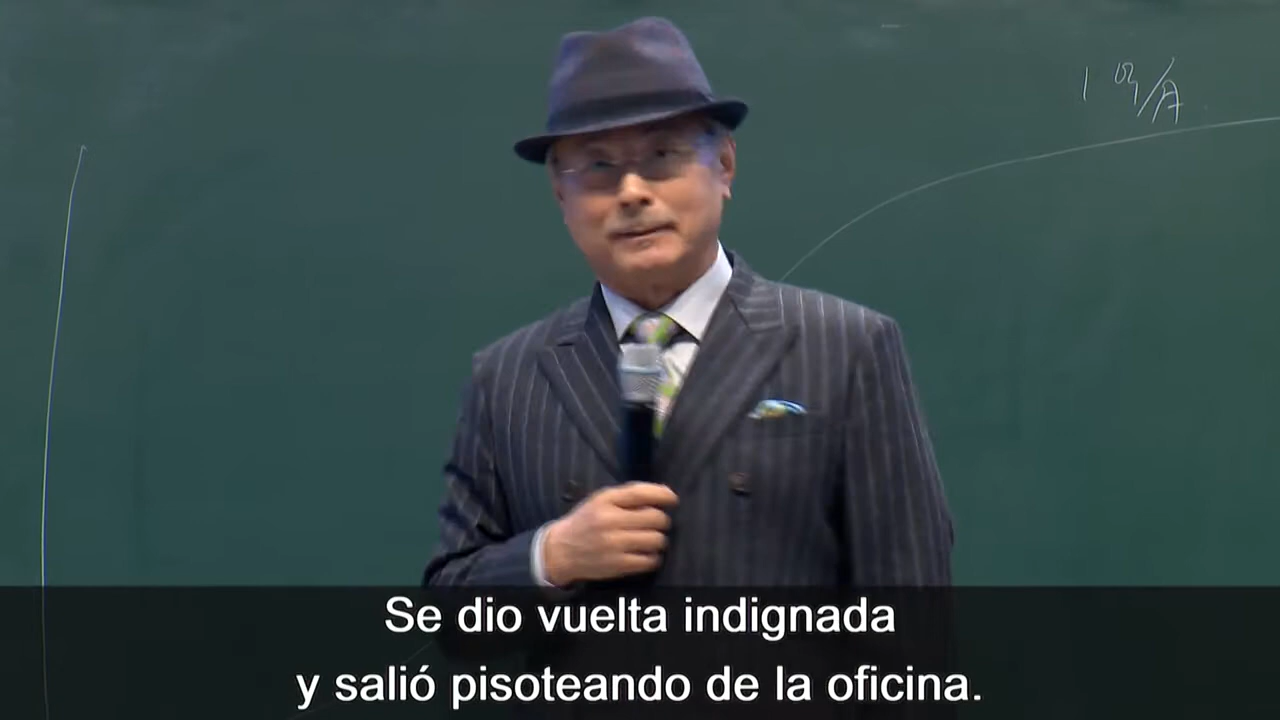 Se dio vuelta indignada
y salió pisoteando de la oficina.